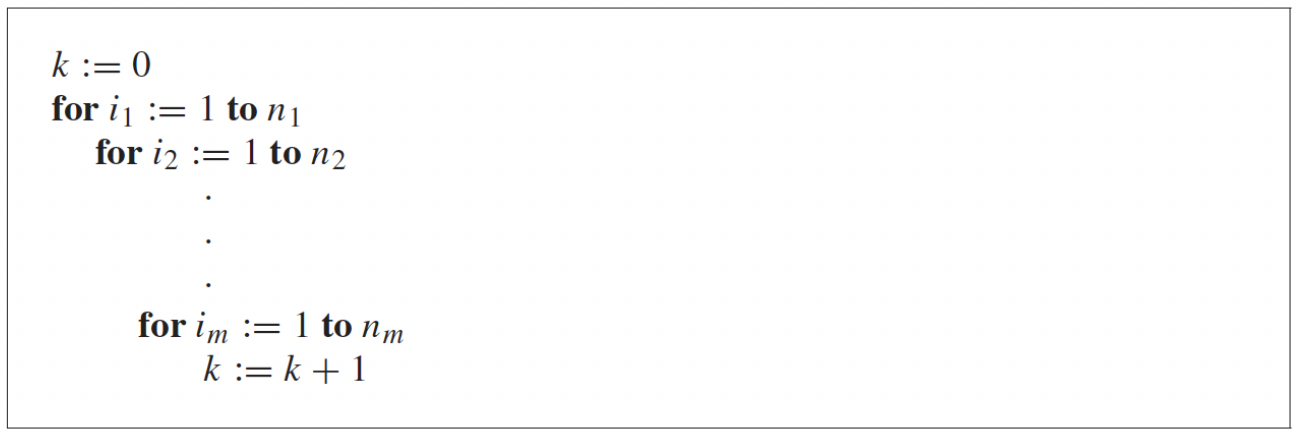 k := 0
for i₁ := 1 to n₁
for i₂ := 1 to n₂
.
.
.
for iₘ := 1 to nₘ
k := k + 1